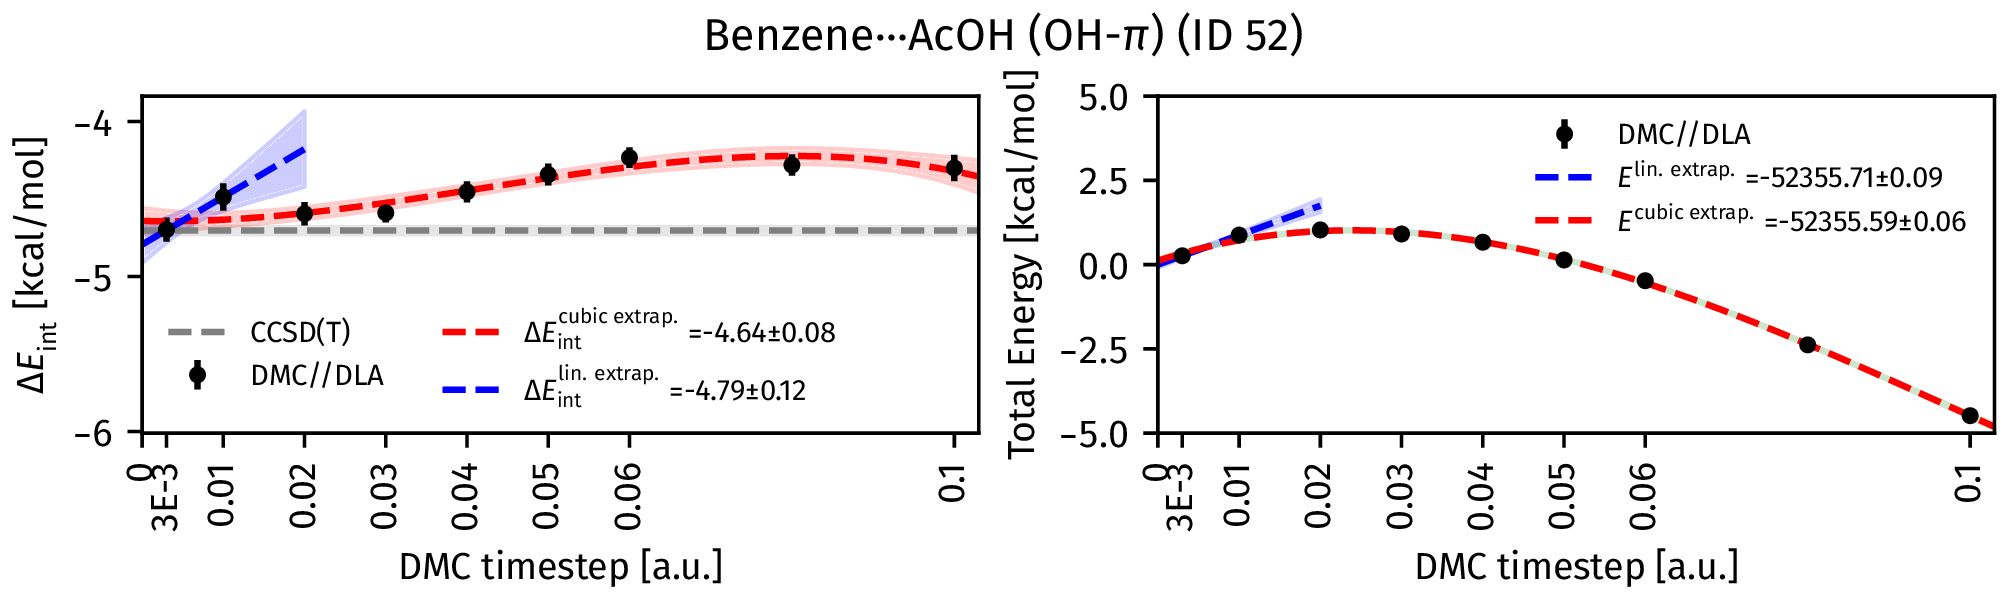 Benzene···AcOH (OH-π) (ID 52)
ΔE_int [kcal/mol]
−4
−5
−6
CCSD(T)
DMC//DLA
ΔE_int^cubic extrap. =-4.64±0.08
ΔE_int^lin. extrap. =-4.79±0.12
0
3E-3
0.01
0.02
0.03
0.04
0.05
0.06
0.1
DMC timestep [a.u.]
Total Energy [kcal/mol]
5.0
2.5
0.0
−2.5
−5.0
DMC//DLA
E^lin. extrap. =-52355.71±0.09
E^cubic extrap. =-52355.59±0.06
0
3E-3
0.01
0.02
0.03
0.04
0.05
0.06
0.1
DMC timestep [a.u.]